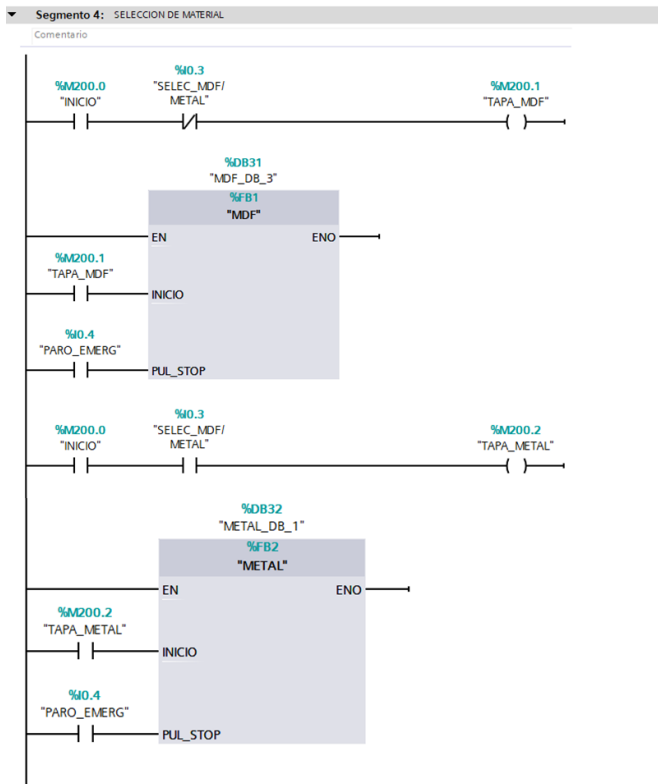 Segmento 4: SELECCION DE MATERIAL
Comentario
%I0.3
%M200.0 "SELEC_MDF/ %M200.1
"INICIO" METAL" "TAPA_MDF"
%DB31
"MDF_DB_3"
%FB1
"MDF"
EN ENO
%M200.1
"TAPA_MDF"
INICIO
%I0.4
"PARO_EMERG"
PUL_STOP
%I0.3
%M200.0 "SELEC_MDF/ %M200.2
"INICIO" METAL" "TAPA_METAL"
%DB32
"METAL_DB_1"
%FB2
"METAL"
EN ENO
%M200.2
"TAPA_METAL"
INICIO
%I0.4
"PARO_EMERG"
PUL_STOP